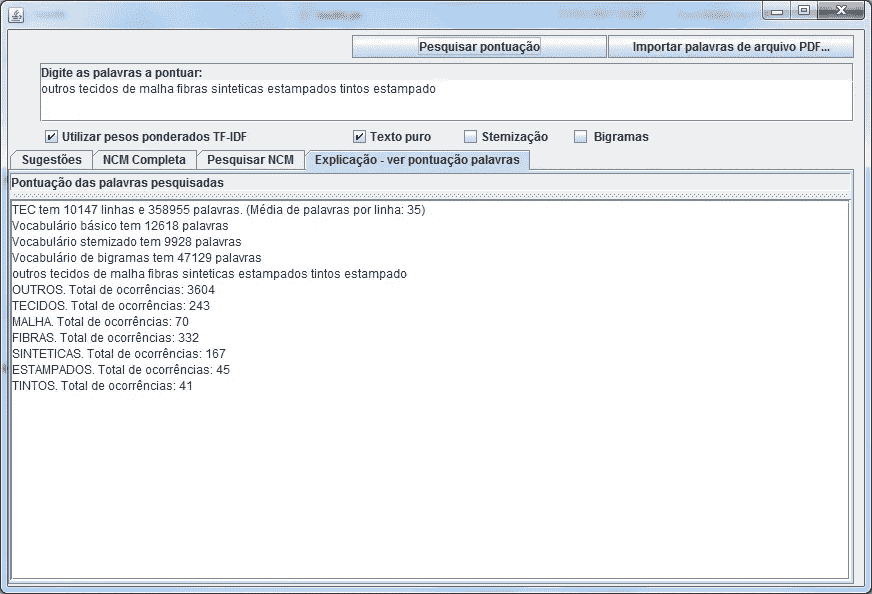 Pesquisar pontuação
Importar palavras de arquivo PDF...
Digite as palavras a pontuar:
outros tecidos de malha fibras sinteticas estampados tintos estampado
Utilizar pesos ponderados TF-IDF
Texto puro
Stemização
Bigramas
Sugestões
NCM Completa
Pesquisar NCM
Explicação - ver pontuação palavras
Pontuação das palavras pesquisadas
TEC tem 10147 linhas e 358955 palavras. (Média de palavras por linha: 35)
Vocabulário básico tem 12618 palavras
Vocabulário stemizado tem 9928 palavras
Vocabulário de bigramas tem 47129 palavras
outros tecidos de malha fibras sinteticas estampados tintos estampado
OUTROS. Total de ocorrências: 3604
TECIDOS. Total de ocorrências: 243
MALHA. Total de ocorrências: 70
FIBRAS. Total de ocorrências: 332
SINTETICAS. Total de ocorrências: 167
ESTAMPADOS. Total de ocorrências: 45
TINTOS. Total de ocorrências: 41